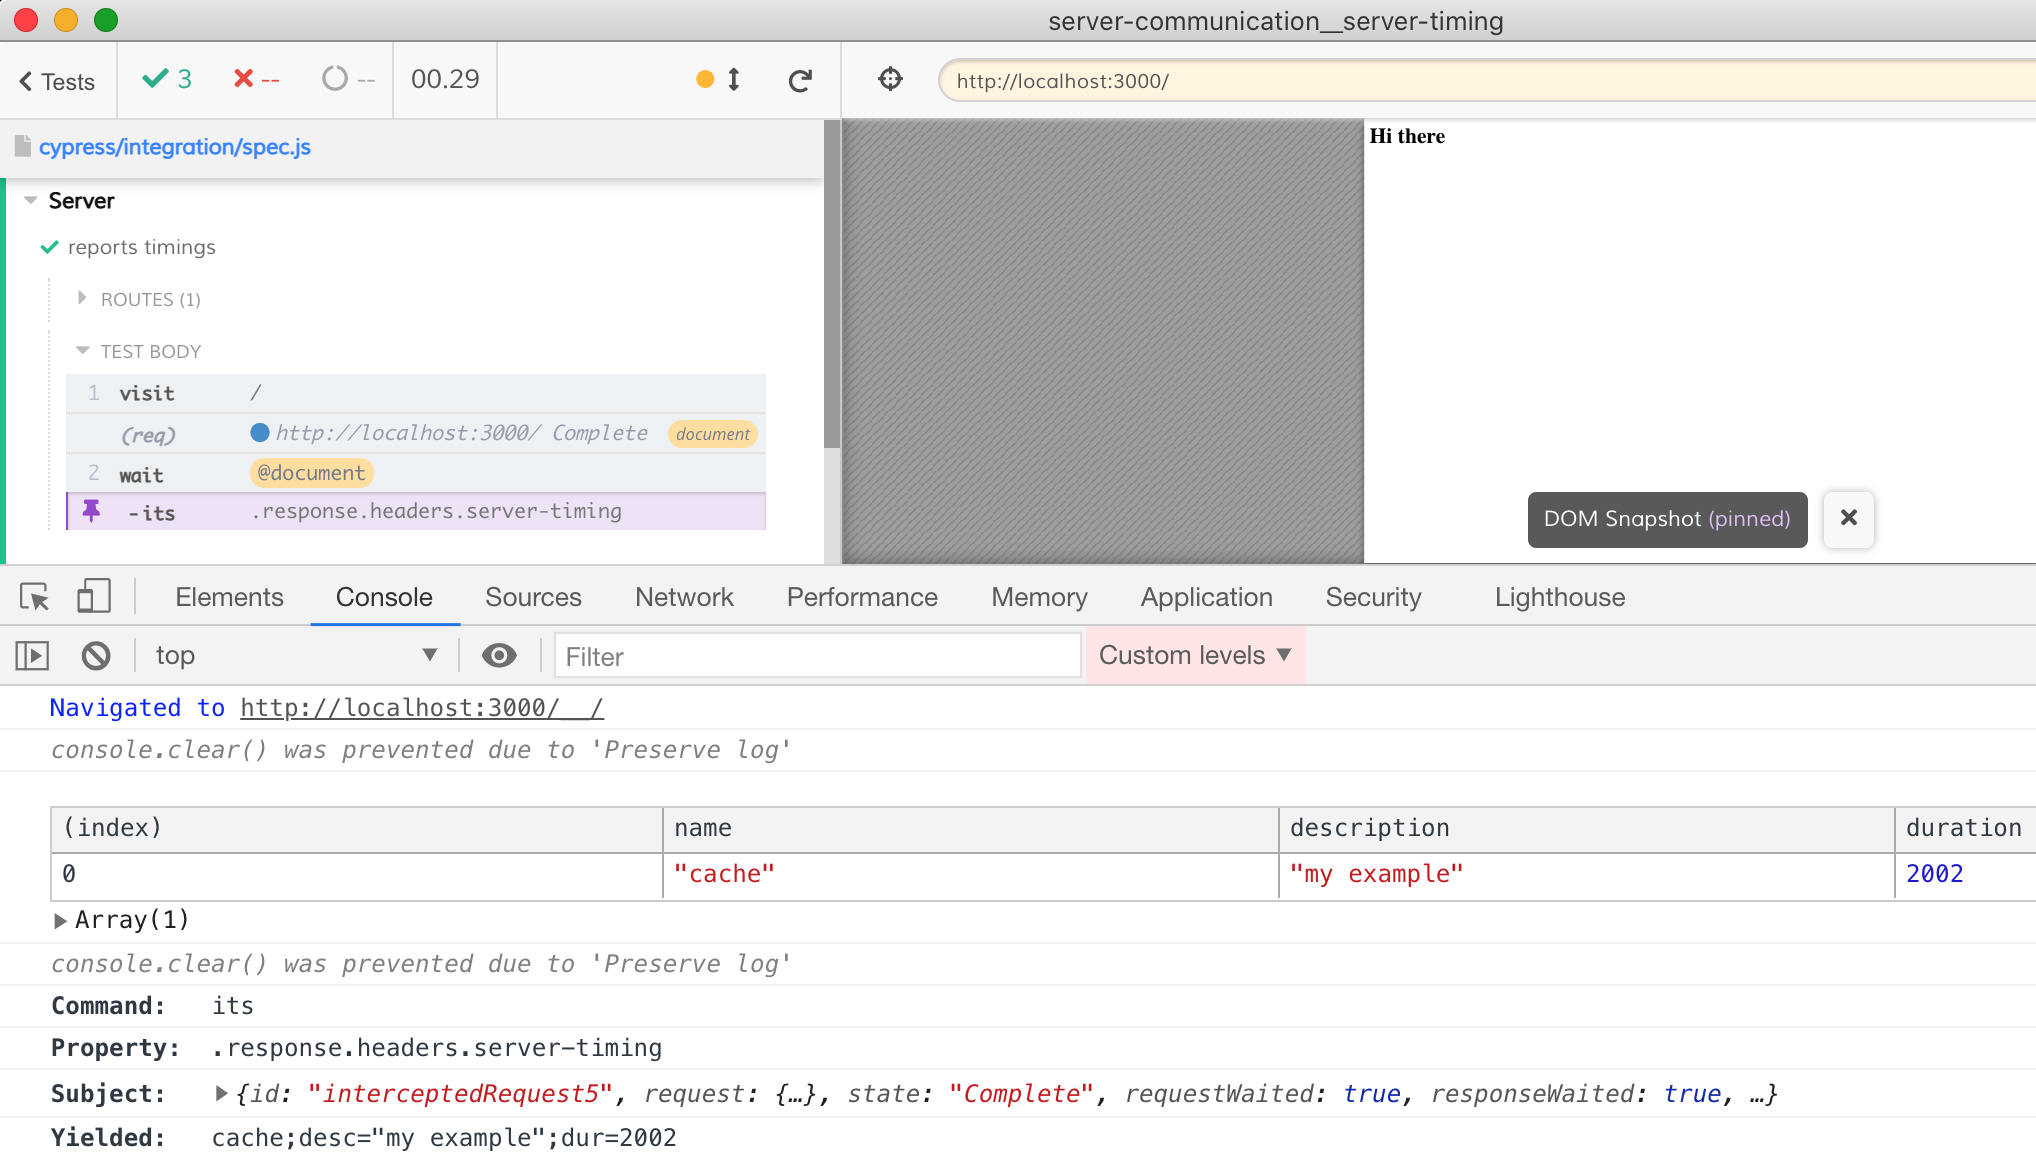 server-communication__server-timing
Tests 3 -- -- 00.29 http://localhost:3000/
cypress/integration/spec.js
Hi there
Server
reports timings
ROUTES (1)
TEST BODY
1 visit /
(req) http://localhost:3000/ Complete document
2 wait @document
-its .response.headers.server-timing
DOM Snapshot (pinned)
Elements Console Sources Network Performance Memory Application Security Lighthouse
top Filter Custom levels
Navigated to http://localhost:3000/__/
console.clear() was prevented due to 'Preserve log'
(index) name description duration
0 "cache" "my example" 2002
Array(1)
console.clear() was prevented due to 'Preserve log'
Command: its
Property: .response.headers.server-timing
Subject: {id: "interceptedRequest5", request: {…}, state: "Complete", requestWaited: true, responseWaited: true, …}
Yielded: cache;desc="my example";dur=2002